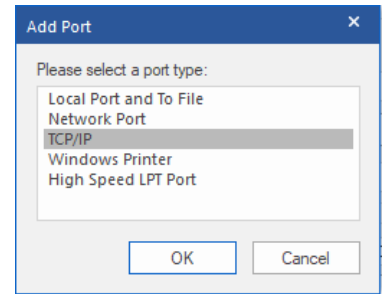 Add Port
Please select a port type:
Local Port and To File
Network Port
TCP/IP
Windows Printer
High Speed LPT Port
OK
Cancel